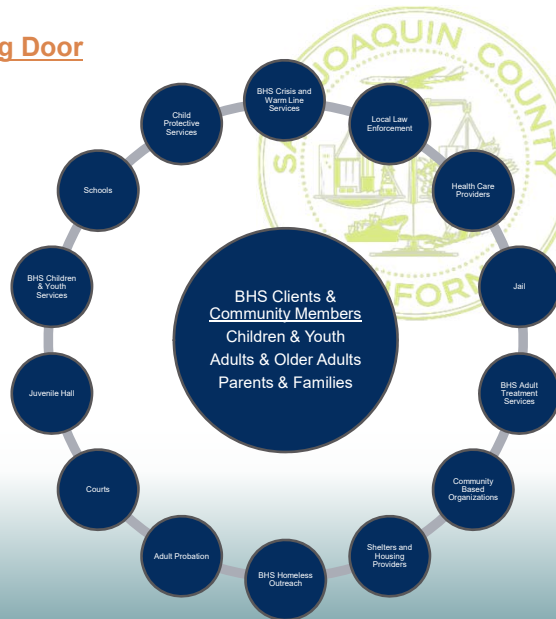 g Door
JOAQUIN COUNTY
BHS Crisis and
Warm Line
Services
Local Law
Enforcement
Health Care
Providers
Jail
BHS Adult
Treatment
Services
Community
Based
Organizations
Shelters and
Housing
Providers
BHS Homeless
Outreach
Adult Probation
Courts
Juvenile Hall
BHS Children
& Youth
Services
Schools
Child
Protective
Services
BHS Clients &
Community Members
Children & Youth
Adults & Older Adults
Parents & Families